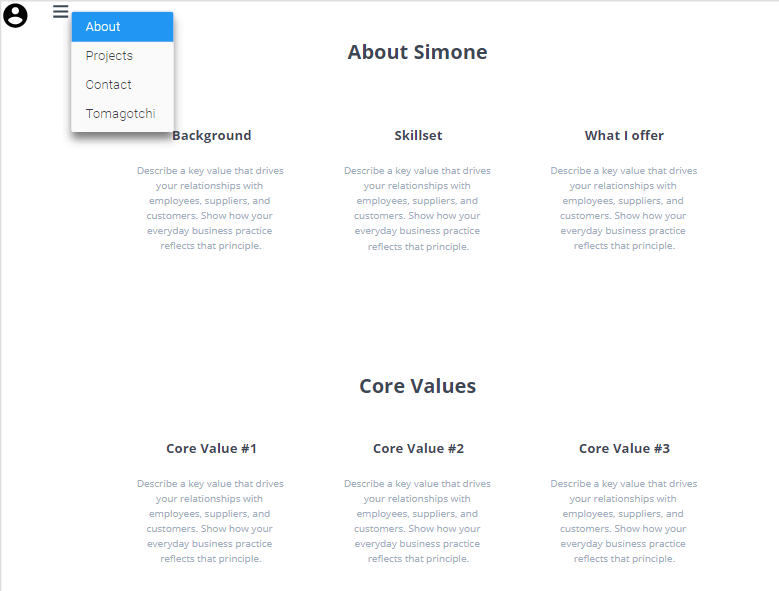 About
Projects
Contact
Tomagotchi
About Simone
Background
Describe a key value that drives
your relationships with
employees, suppliers, and
customers. Show how your
everyday business practice
reflects that principle.
Skillset
Describe a key value that drives
your relationships with
employees, suppliers, and
customers. Show how your
everyday business practice
reflects that principle.
What I offer
Describe a key value that drives
your relationships with
employees, suppliers, and
customers. Show how your
everyday business practice
reflects that principle.
Core Values
Core Value #1
Describe a key value that drives
your relationships with
employees, suppliers, and
customers. Show how your
everyday business practice
reflects that principle.
Core Value #2
Describe a key value that drives
your relationships with
employees, suppliers, and
customers. Show how your
everyday business practice
reflects that principle.
Core Value #3
Describe a key value that drives
your relationships with
employees, suppliers, and
customers. Show how your
everyday business practice
reflects that principle.